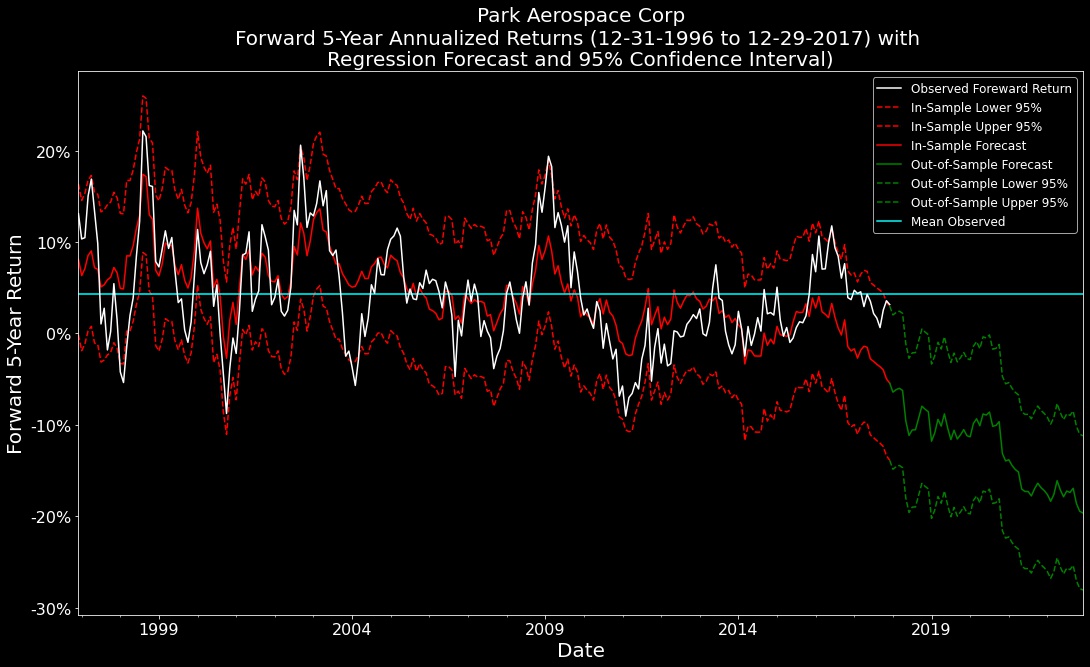 Park Aerospace Corp
Forward 5-Year Annualized Returns (12-31-1996 to 12-29-2017) with
Regression Forecast and 95% Confidence Interval)
Observed Foreward Return
In-Sample Lower 95%
In-Sample Upper 95%
In-Sample Forecast
Out-of-Sample Forecast
Out-of-Sample Lower 95%
Out-of-Sample Upper 95%
Mean Observed
Forward 5-Year Return
20%
10%
0%
-10%
-20%
-30%
1999
2004
2009
2014
2019
Date